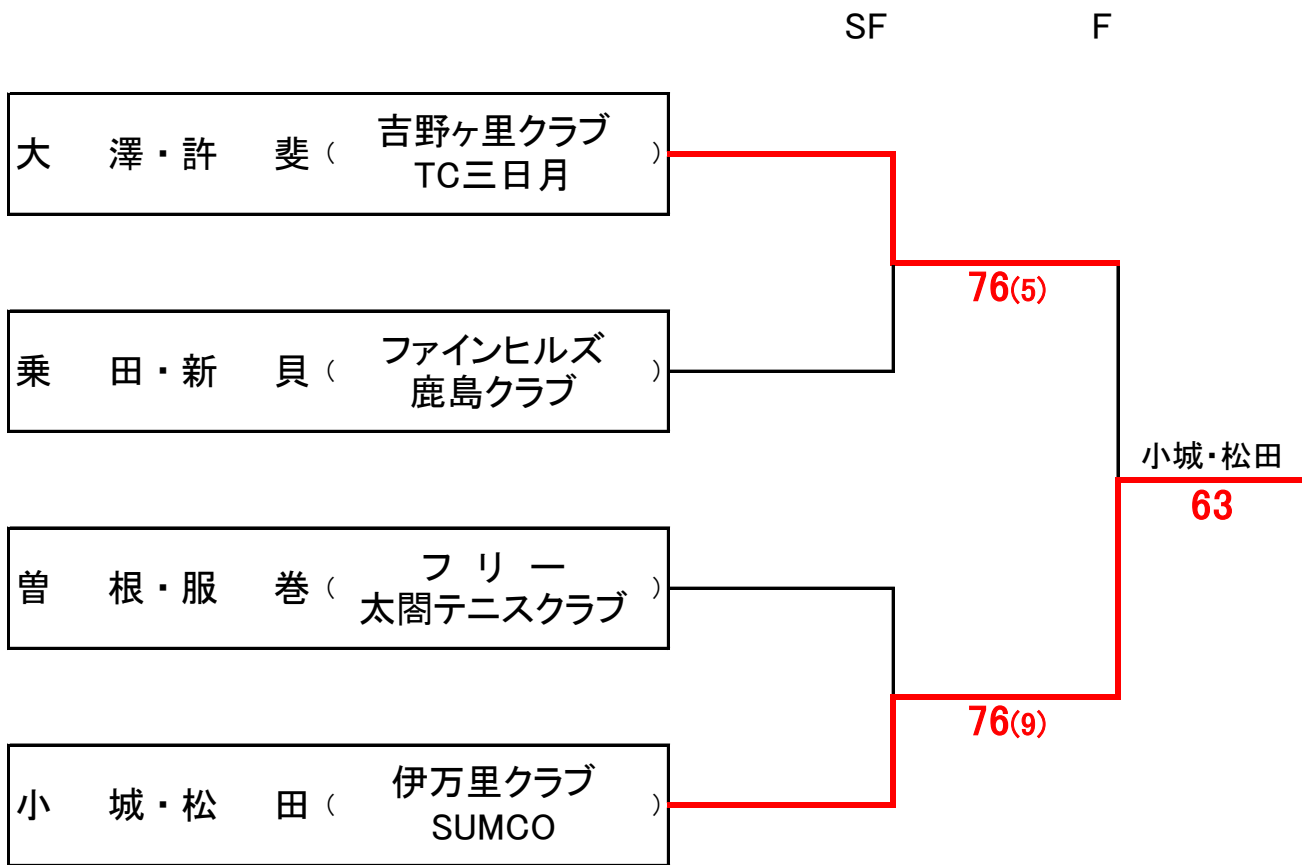 SF F
大 澤・許 斐 （ 吉野ヶ里クラブ
TC三日月 ）
76(5)
乗 田・新 貝 （ ファインヒルズ
鹿島クラブ ）
小城・松田
63
曽 根・服 巻 （ フ リ ー
太閤テニスクラブ ）
76(9)
小 城・松 田 （ 伊万里クラブ
SUMCO ）